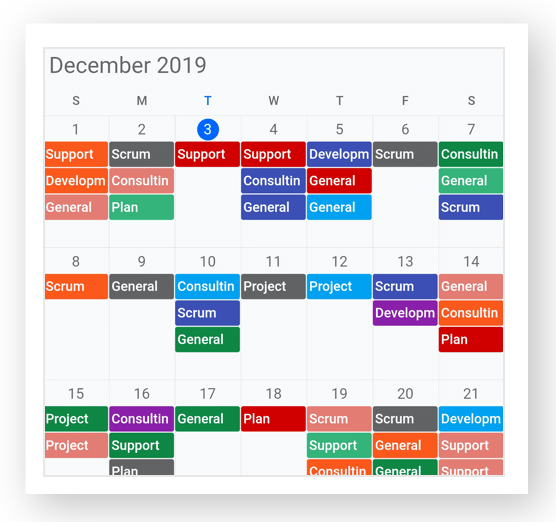 December 2019
S M T W T F S
1 2 3 4 5 6 7
Support Scrum Support Support Developm Scrum Consultin
Developm Consultin Consultin General General
General Plan General General Scrum
8 9 10 11 12 13 14
Scrum General Consultin Project Project Scrum General
Scrum Developm Consultin
General Plan
15 16 17 18 19 20 21
Project Consultin General Plan Scrum Scrum Developm
Project Support Support General Support
Plan Consultin General Support